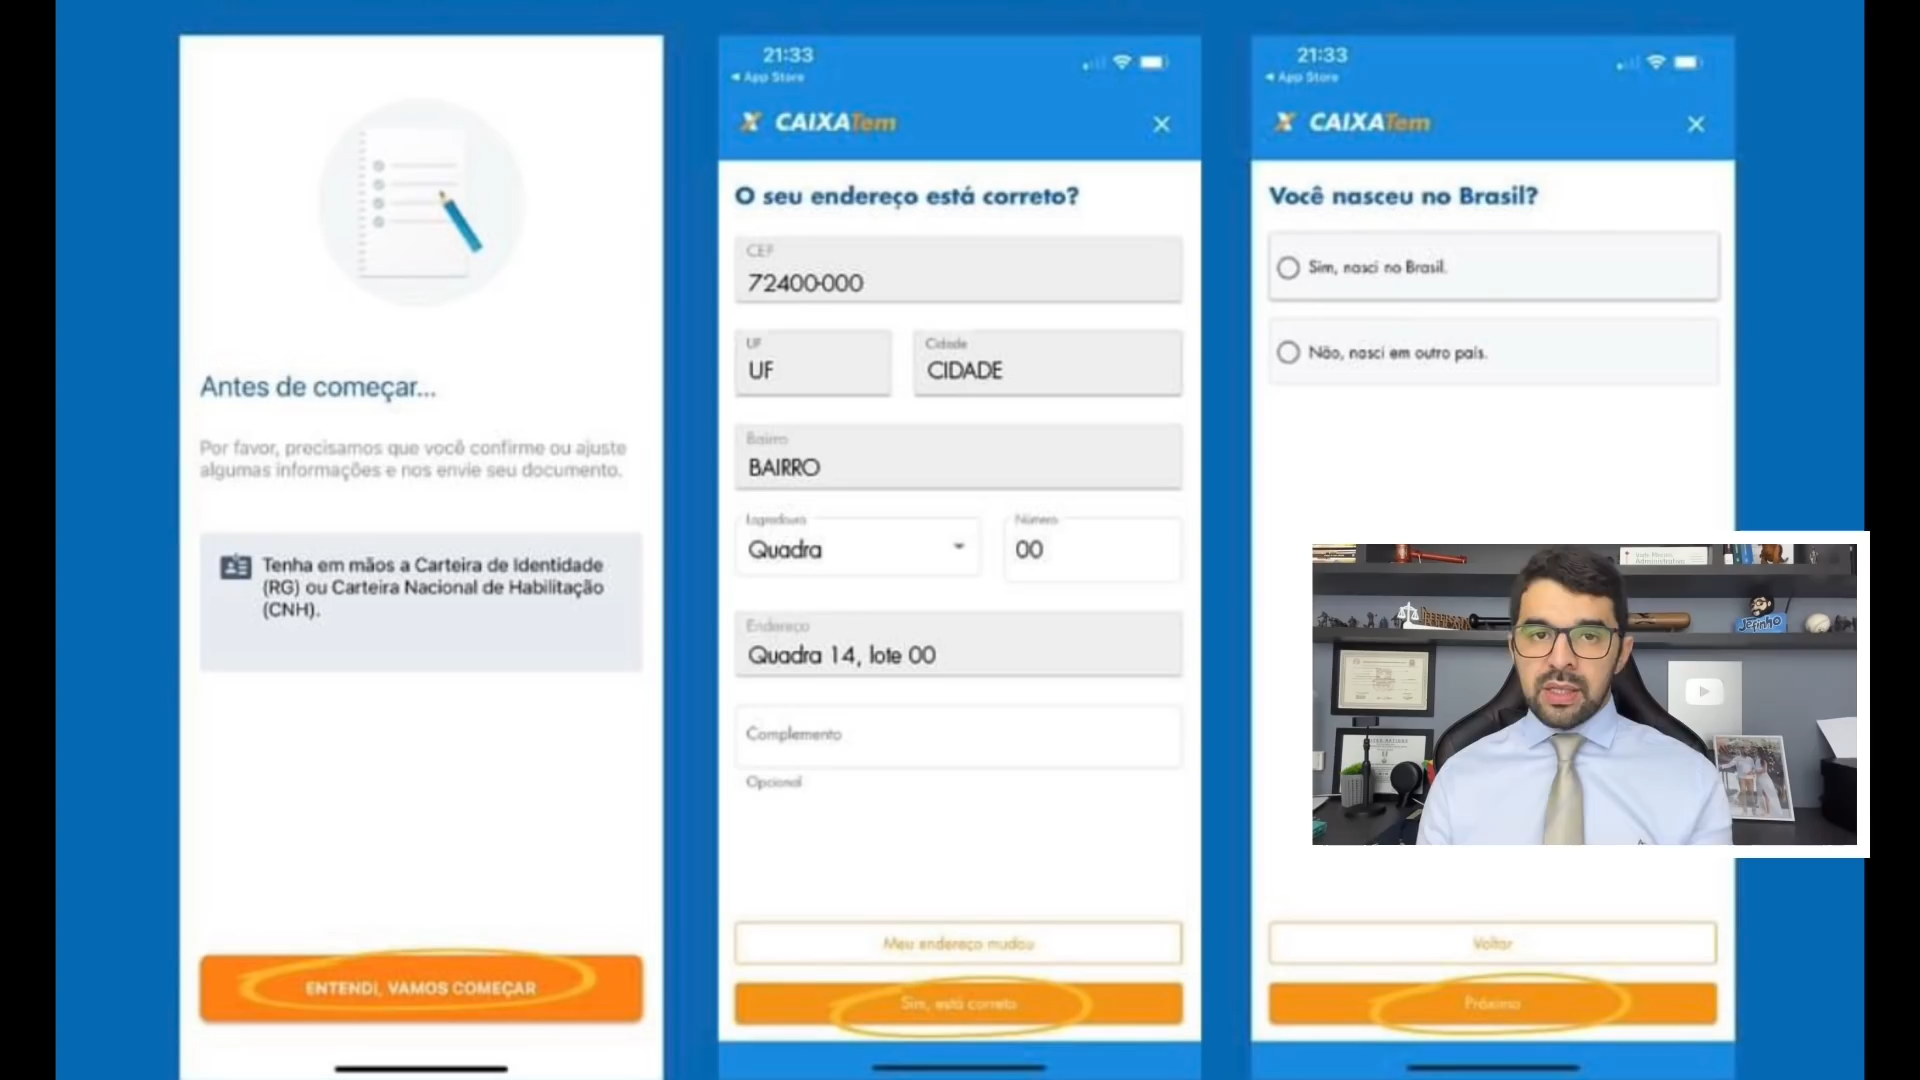 Antes de começar...
Por favor, precisamos que você confirme ou ajuste
algumas informações e nos envie seu documento.
Tenha em mãos a Carteira de Identidade
(RG) ou Carteira Nacional de Habilitação
(CNH).
ENTENDI, VAMOS COMEÇAR
21:33
App Store
CAIXATem
O seu endereço está correto?
CEP
72400-000
UF
UF
Cidade
CIDADE
Bairro
BAIRRO
Logradouro
Quadra
Número
00
Endereço
Quadra 14, lote 00
Complemento
Opcional
Meu endereço mudou
Sim, está correto
21:33
App Store
CAIXATem
Você nasceu no Brasil?
Sim, nasci no Brasil.
Não, nasci em outro país.
Voltar
Próximo
Jefinho